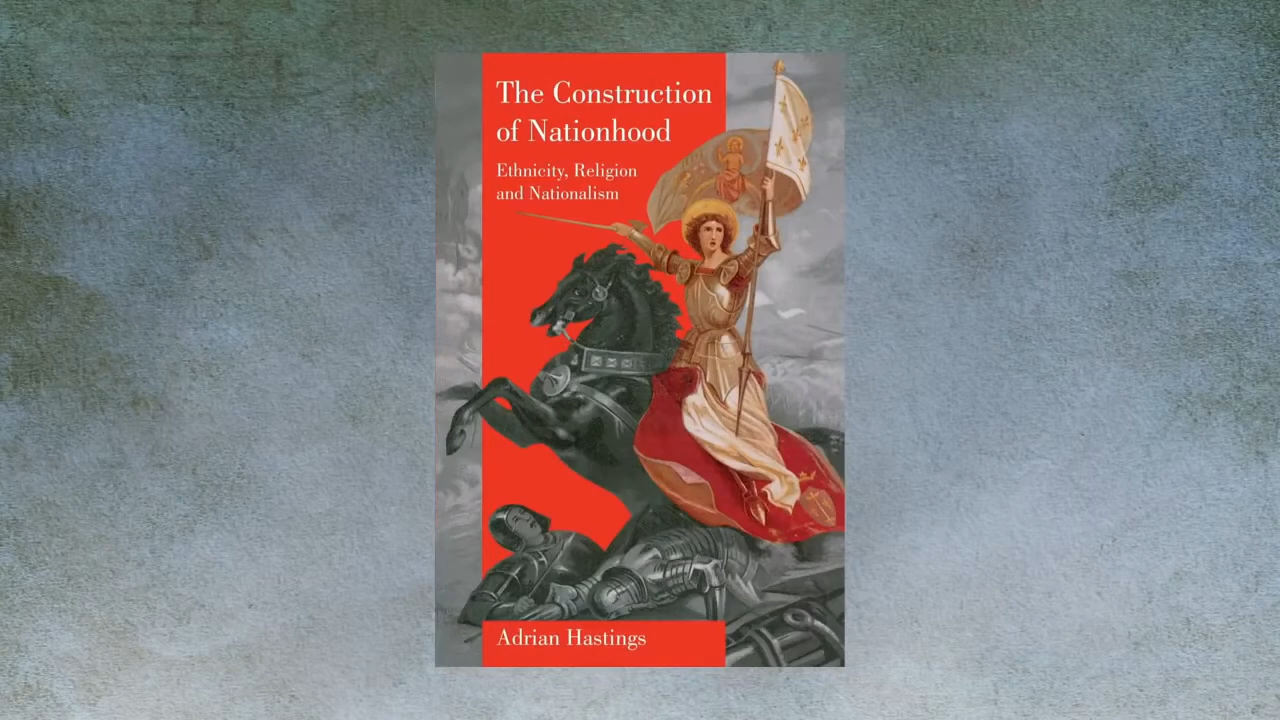 The Construction
of Nationhood
Ethnicity, Religion
and Nationalism
Adrian Hastings